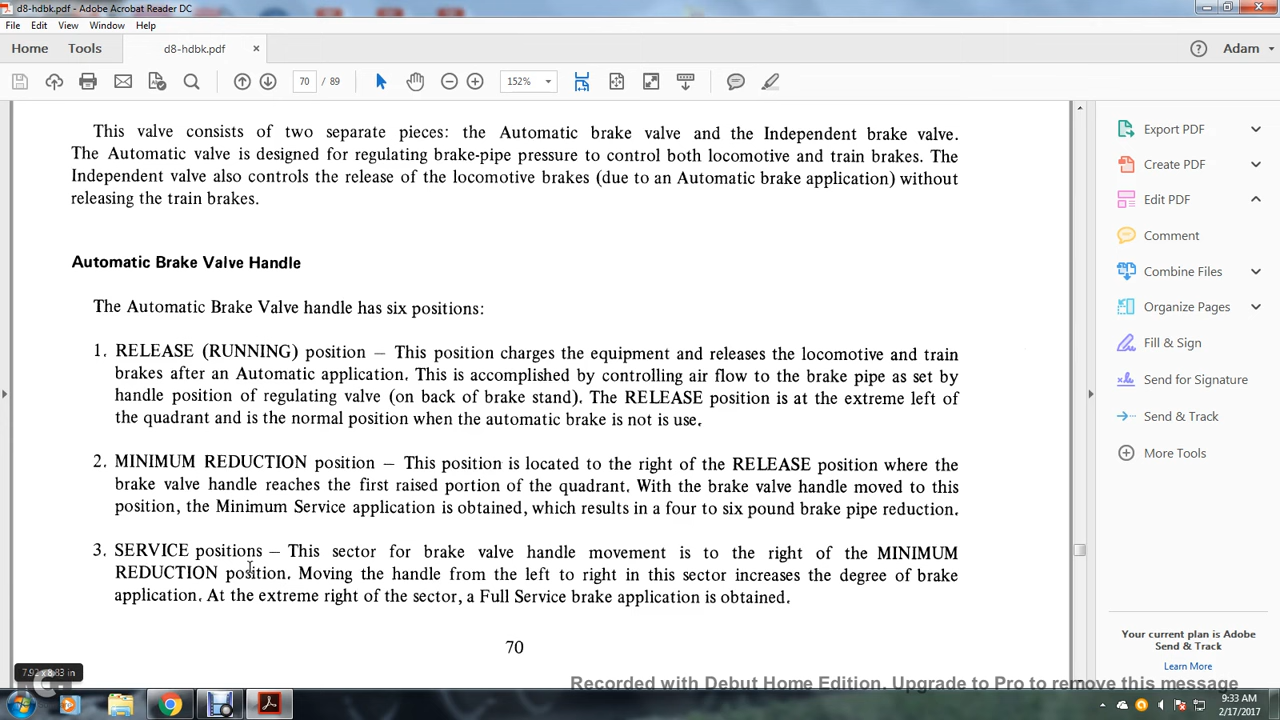 d8-hdbk.pdf - Adobe Acrobat Reader DC
File Edit View Window Help
Home Tools d8-hdbk.pdf × ? Adam
70 / 89 152%
This valve consists of two separate pieces: the Automatic brake valve and the Independent brake valve.
The Automatic valve is designed for regulating brake-pipe pressure to control both locomotive and train brakes. The
Independent valve also controls the release of the locomotive brakes (due to an Automatic brake application) without
releasing the train brakes.
Automatic Brake Valve Handle
The Automatic Brake Valve handle has six positions:
1. RELEASE (RUNNING) position – This position charges the equipment and releases the locomotive and train
brakes after an Automatic application. This is accomplished by controlling air flow to the brake pipe as set by
handle position of regulating valve (on back of brake stand). The RELEASE position is at the extreme left of
the quadrant and is the normal position when the automatic brake is not is use.
2. MINIMUM REDUCTION position – This position is located to the right of the RELEASE position where the
brake valve handle reaches the first raised portion of the quadrant. With the brake valve handle moved to this
position, the Minimum Service application is obtained, which results in a four to six pound brake pipe reduction.
3. SERVICE positions – This sector for brake valve handle movement is to the right of the MINIMUM
REDUCTION position. Moving the handle from the left to right in this sector increases the degree of brake
application. At the extreme right of the sector, a Full Service brake application is obtained.
70
7.92 x 8.83 in
Export PDF
Create PDF
Edit PDF
Comment
Combine Files
Organize Pages
Fill & Sign
Send for Signature
Send & Track
More Tools
Your current plan is Adobe
Send & Track
Learn More
Recorded with Debut Home Edition. Upgrade to Pro to remove this message
9:33 AM
2/17/2017